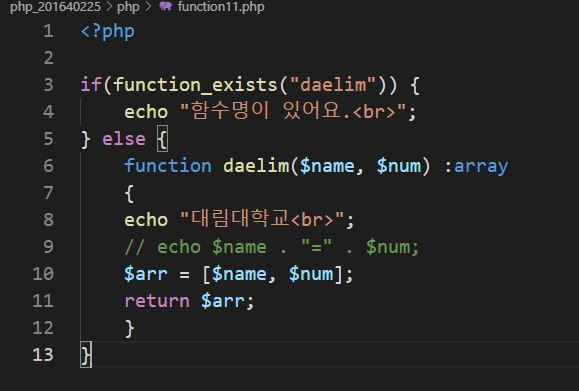 php_201640225 > php > function11.php
1 <?php
2
3 if(function_exists("daelim")) {
4     echo "함수명이 있어요.<br>";
5 } else {
6     function daelim($name, $num) :array
7     {
8     echo "대림대학교<br>";
9     // echo $name . "=" . $num;
10     $arr = [$name, $num];
11     return $arr;
12     }
13 }